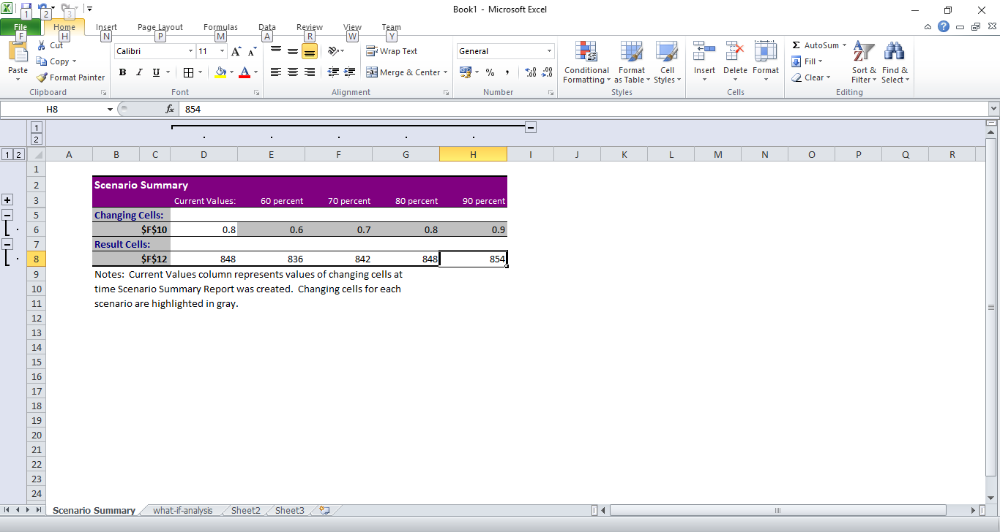 Book1 - Microsoft Excel
1 2 3
File Home Insert Page Layout Formulas Data Review View Team
F H N P M A R W Y
Paste Cut Copy Format Painter
Clipboard
Calibri 11 A A
B I U A
Font
Wrap Text
Merge & Center
Alignment
General
% , .0 .00 .00 .0
Number
Conditional Formatting Format as Table Cell Styles
Styles
Insert Delete Format
Cells
Σ AutoSum Fill Clear Sort & Filter Find & Select
Editing
H8 fx 854
1
2
1 2 A B C D E F G H I J K L M N O P Q R
1
2 Scenario Summary
3 Current Values: 60 percent 70 percent 80 percent 90 percent
5 Changing Cells:
6 $F$10 0.8 0.6 0.7 0.8 0.9
7 Result Cells:
8 $F$12 848 836 842 848 854
9 Notes: Current Values column represents values of changing cells at
10 time Scenario Summary Report was created. Changing cells for each
11 scenario are highlighted in gray.
12
13
14
15
16
17
18
19
20
21
22
23
24
Scenario Summary what-if-analysis Sheet2 Sheet3